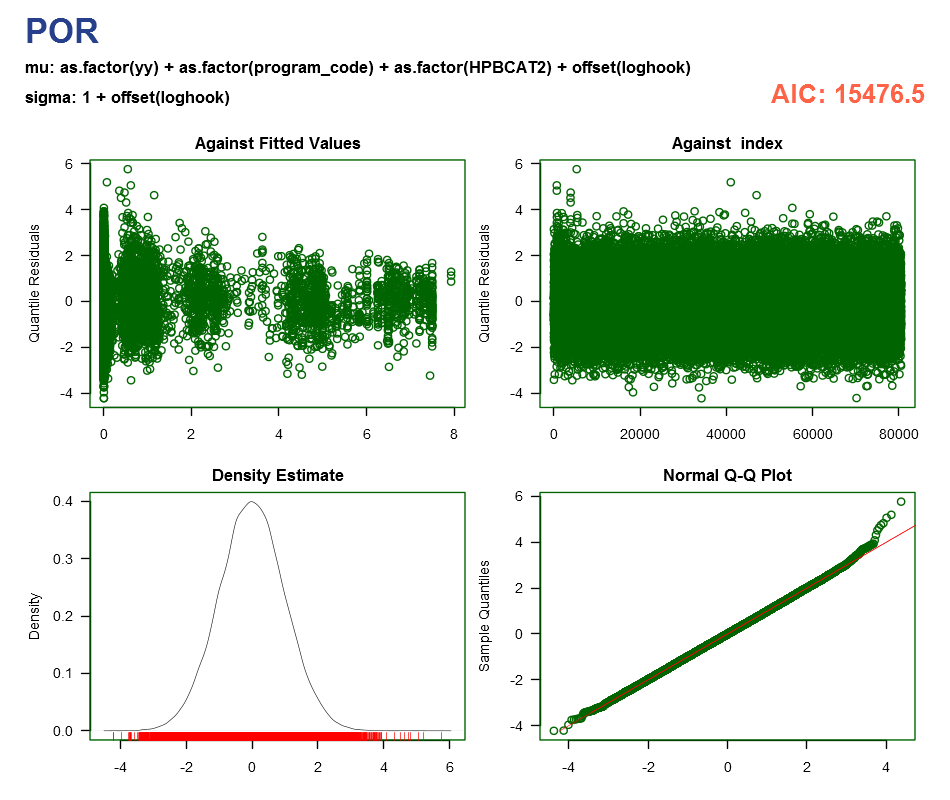 POR
mu: as.factor(yy) + as.factor(program_code) + as.factor(HPBCAT2) + offset(loghook)
sigma: 1 + offset(loghook)
AIC: 15476.5
Against Fitted Values
Quantile Residuals
6
4
2
0
-2
-4
0 2 4 6 8
Against  index
Quantile Residuals
6
4
2
0
-2
-4
0 20000 40000 60000 80000
Density Estimate
Density
0.4
0.3
0.2
0.1
0.0
-4 -2 0 2 4 6
Normal Q-Q Plot
Sample Quantiles
6
4
2
0
-2
-4
-4 -2 0 2 4